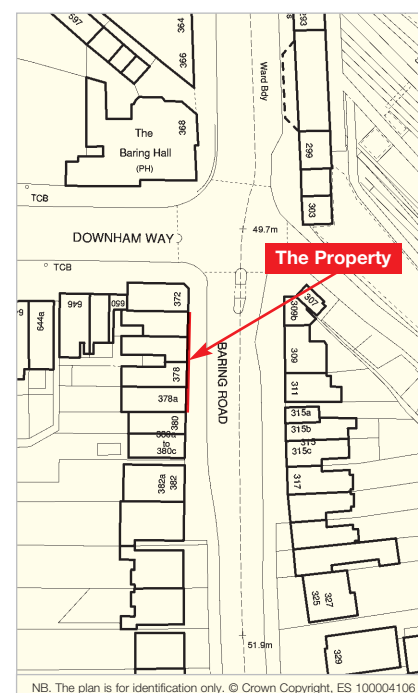 597
364
366
Ward Bdy
293
The
Baring Hall
(PH)
368
299
303
TCB
DOWNHAM WAY
49.7m
The Property
TCB
372
307
309b
644a
646
650
309
378
BARING ROAD
378a
311
380
315a
315b
to
315
380c
315c
382a
382
317
325
327
51.9m
329
NB. The plan is for identification only. © Crown Copyright, ES 100004106